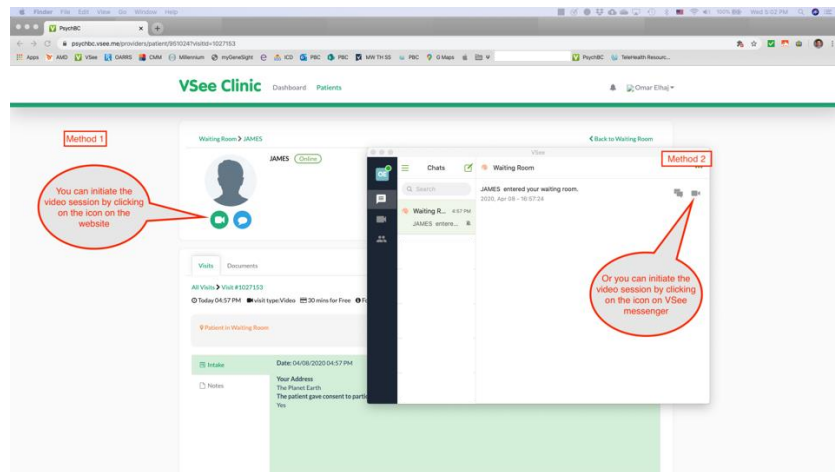 Finder File Edit View Go Window Help
100% Wed 5:02 PM
PsychBC
psychbc.vsee.me/providers/patient/951024?visitid=1027153
Apps AMD VSee OARRS CMM Millennium myGeneSight ICD PBC PBC MW TH SS PBC G Maps
PsychBC TeleHealth Resourc...
VSee Clinic Dashboard Patients
Omar Elhaj
Method 1
Waiting Room > JAMES
Back to Waiting Room
JAMES Online
You can initiate the
video session by clicking
on the icon on the
website
VSee
Method 2
OE
Chats
Search
Waiting R... 4:57 PM
JAMES entere...
Waiting Room
JAMES entered your waiting room.
2020, Apr 08 - 16:57:24
Or you can initiate the
video session by clicking
on the icon on VSee
messenger
Visits Documents
All Visits > Visit #1027153
Today 04:57 PM visit type:Video 30 mins for Free
Patient in Waiting Room
Intake
Notes
Date: 04/08/2020 04:57 PM
Your Address
The Planet Earth
The patient gave consent to parti
Yes